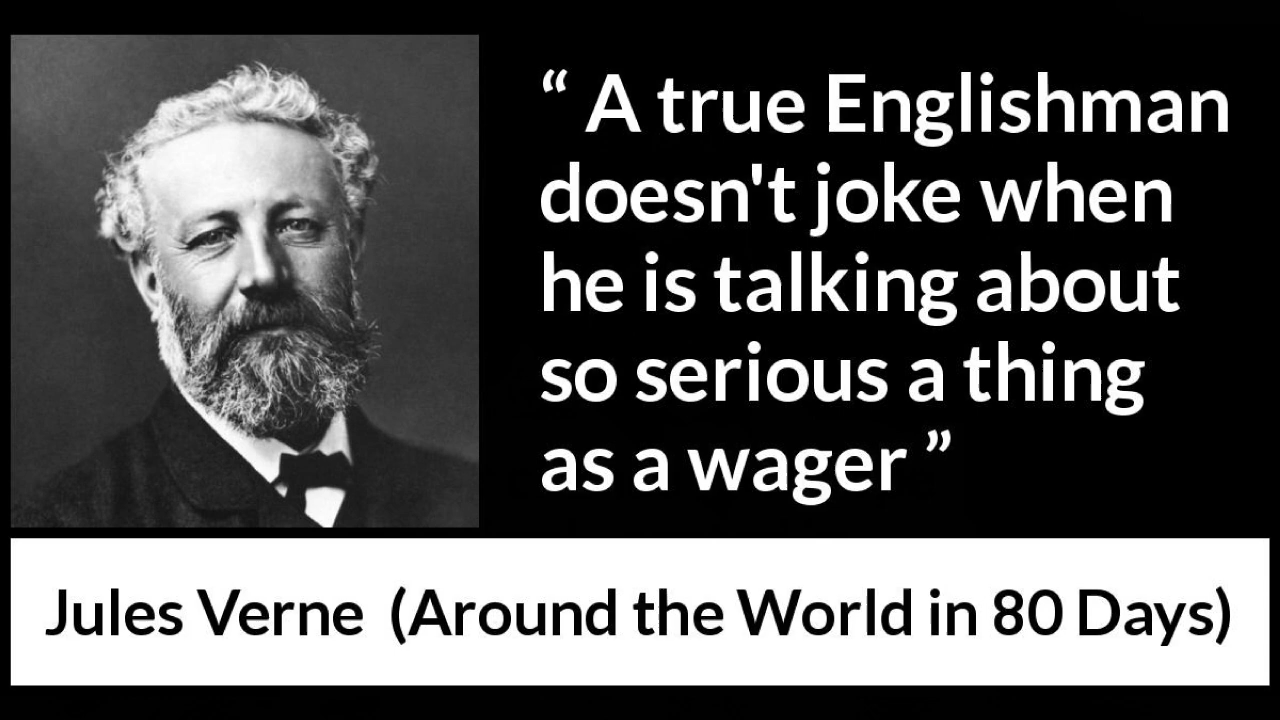 “ A true Englishman
doesn't joke when
he is talking about
so serious a thing
as a wager ”
Jules Verne (Around the World in 80 Days)